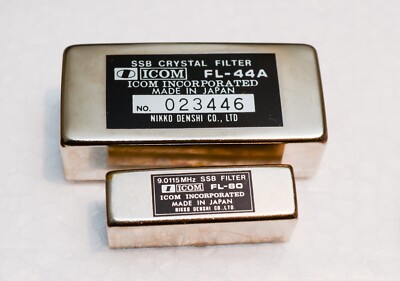 SSB CRYSTAL FILTER
ICOM FL-44A
ICOM INCORPORATED
MADE IN JAPAN
NO. 023446
NIKKO DENSHI CO., LTD
9.0115MHz SSB FILTER
ICOM FL-80
ICOM INCORPORATED
MADE IN JAPAN
NIKKO DENSHI CO., LTD.